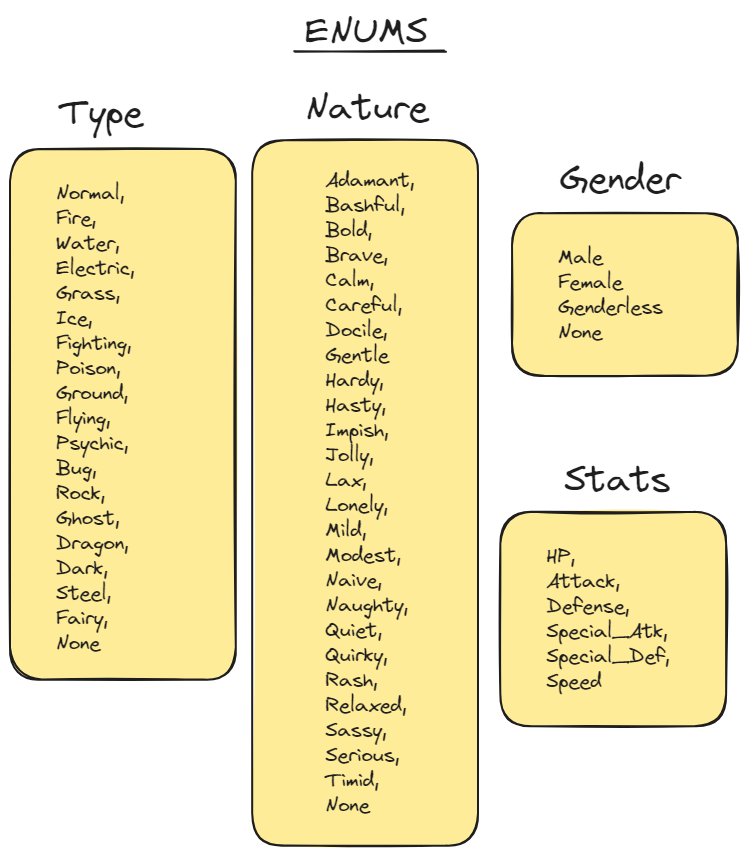 ENUMS
Type
Normal,
Fire,
Water,
Electric,
Grass,
Ice,
Fighting,
Poison,
Ground,
Flying,
Psychic,
Bug,
Rock,
Ghost,
Dragon,
Dark,
Steel,
Fairy,
None
Nature
Adamant,
Bashful,
Bold,
Brave,
Calm,
Careful,
Docile,
Gentle
Hardy,
Hasty,
Impish,
Jolly,
Lax,
Lonely,
Mild,
Modest,
Naive,
Naughty,
Quiet,
Quirky,
Rash,
Relaxed,
Sassy,
Serious,
Timid,
None
Gender
Male
Female
Genderless
None
Stats
HP,
Attack,
Defense,
Special_Atk,
Special_Def,
Speed